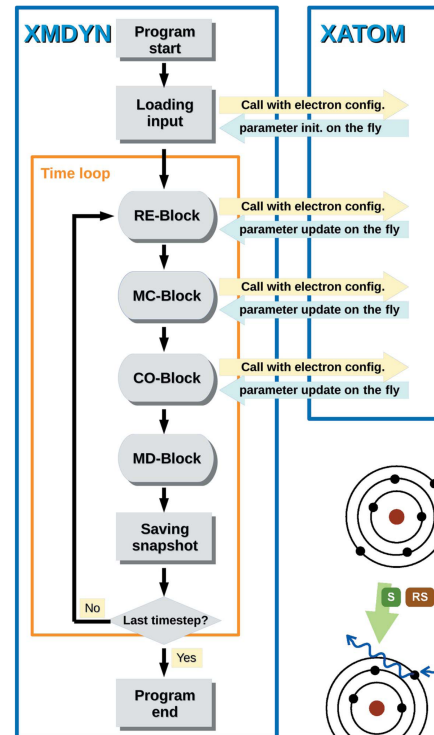 XMDYN
XATOM
Program
start
Loading
input
Call with electron config.
parameter init. on the fly
Time loop
RE-Block
Call with electron config.
parameter update on the fly
MC-Block
Call with electron config.
parameter update on the fly
CO-Block
Call with electron config.
parameter update on the fly
MD-Block
Saving
snapshot
S
RS
No
Last timestep?
Yes
Program
end